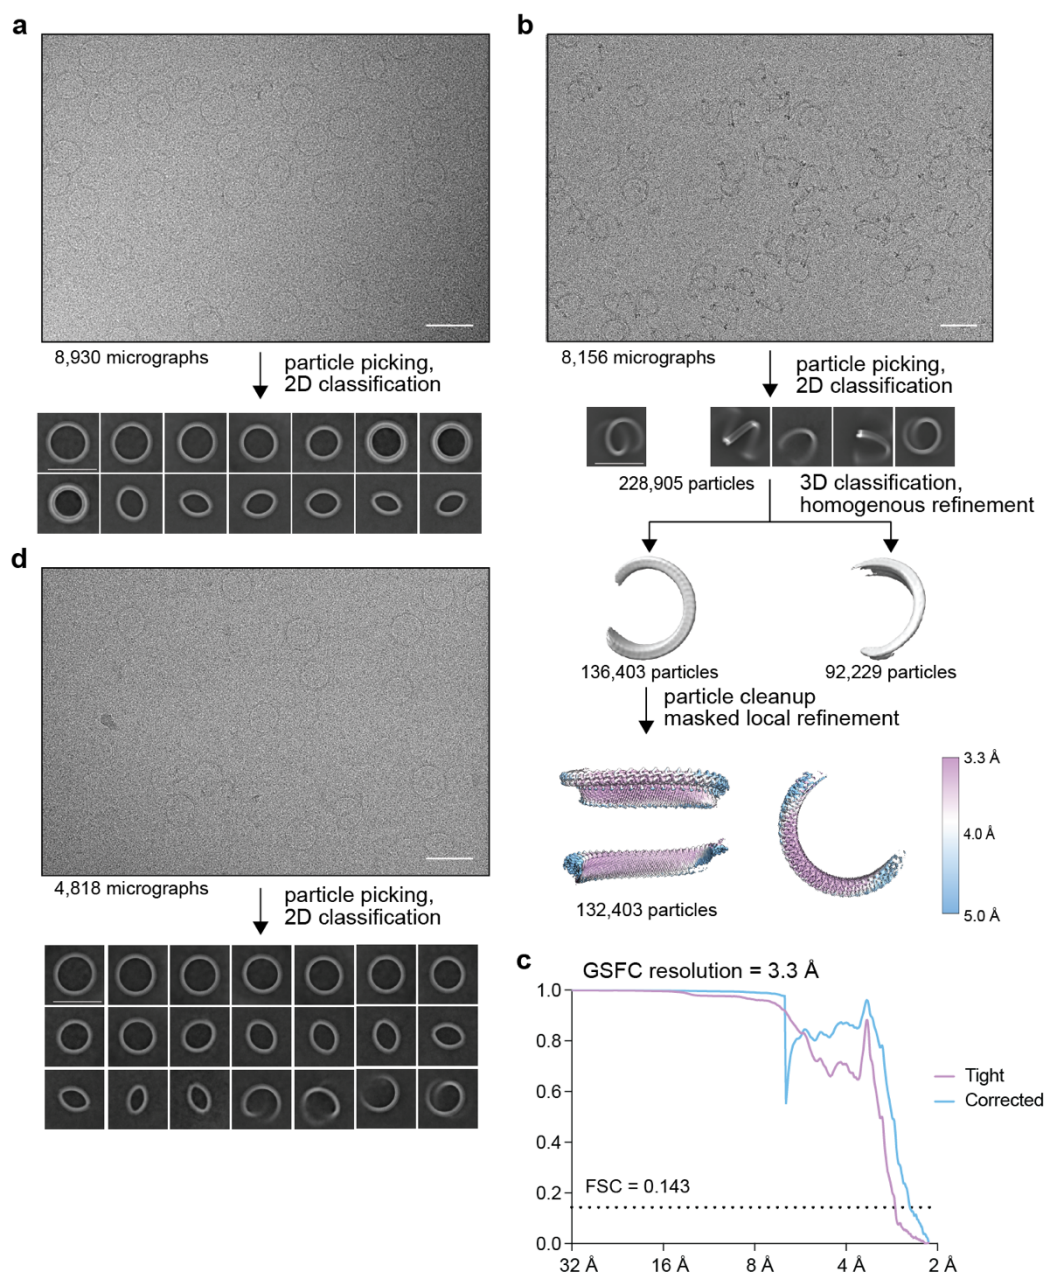 a
8,930 micrographs
particle picking,
2D classification
b
8,156 micrographs
particle picking,
2D classification
228,905 particles
3D classification,
homogenous refinement
136,403 particles
92,229 particles
particle cleanup
masked local refinement
132,403 particles
3.3 Å
4.0 Å
5.0 Å
d
4,818 micrographs
particle picking,
2D classification
c
GSFC resolution = 3.3 Å
1.0
0.8
0.6
0.4
0.2
0.0
FSC = 0.143
Tight
Corrected
32 Å
16 Å
8 Å
4 Å
2 Å